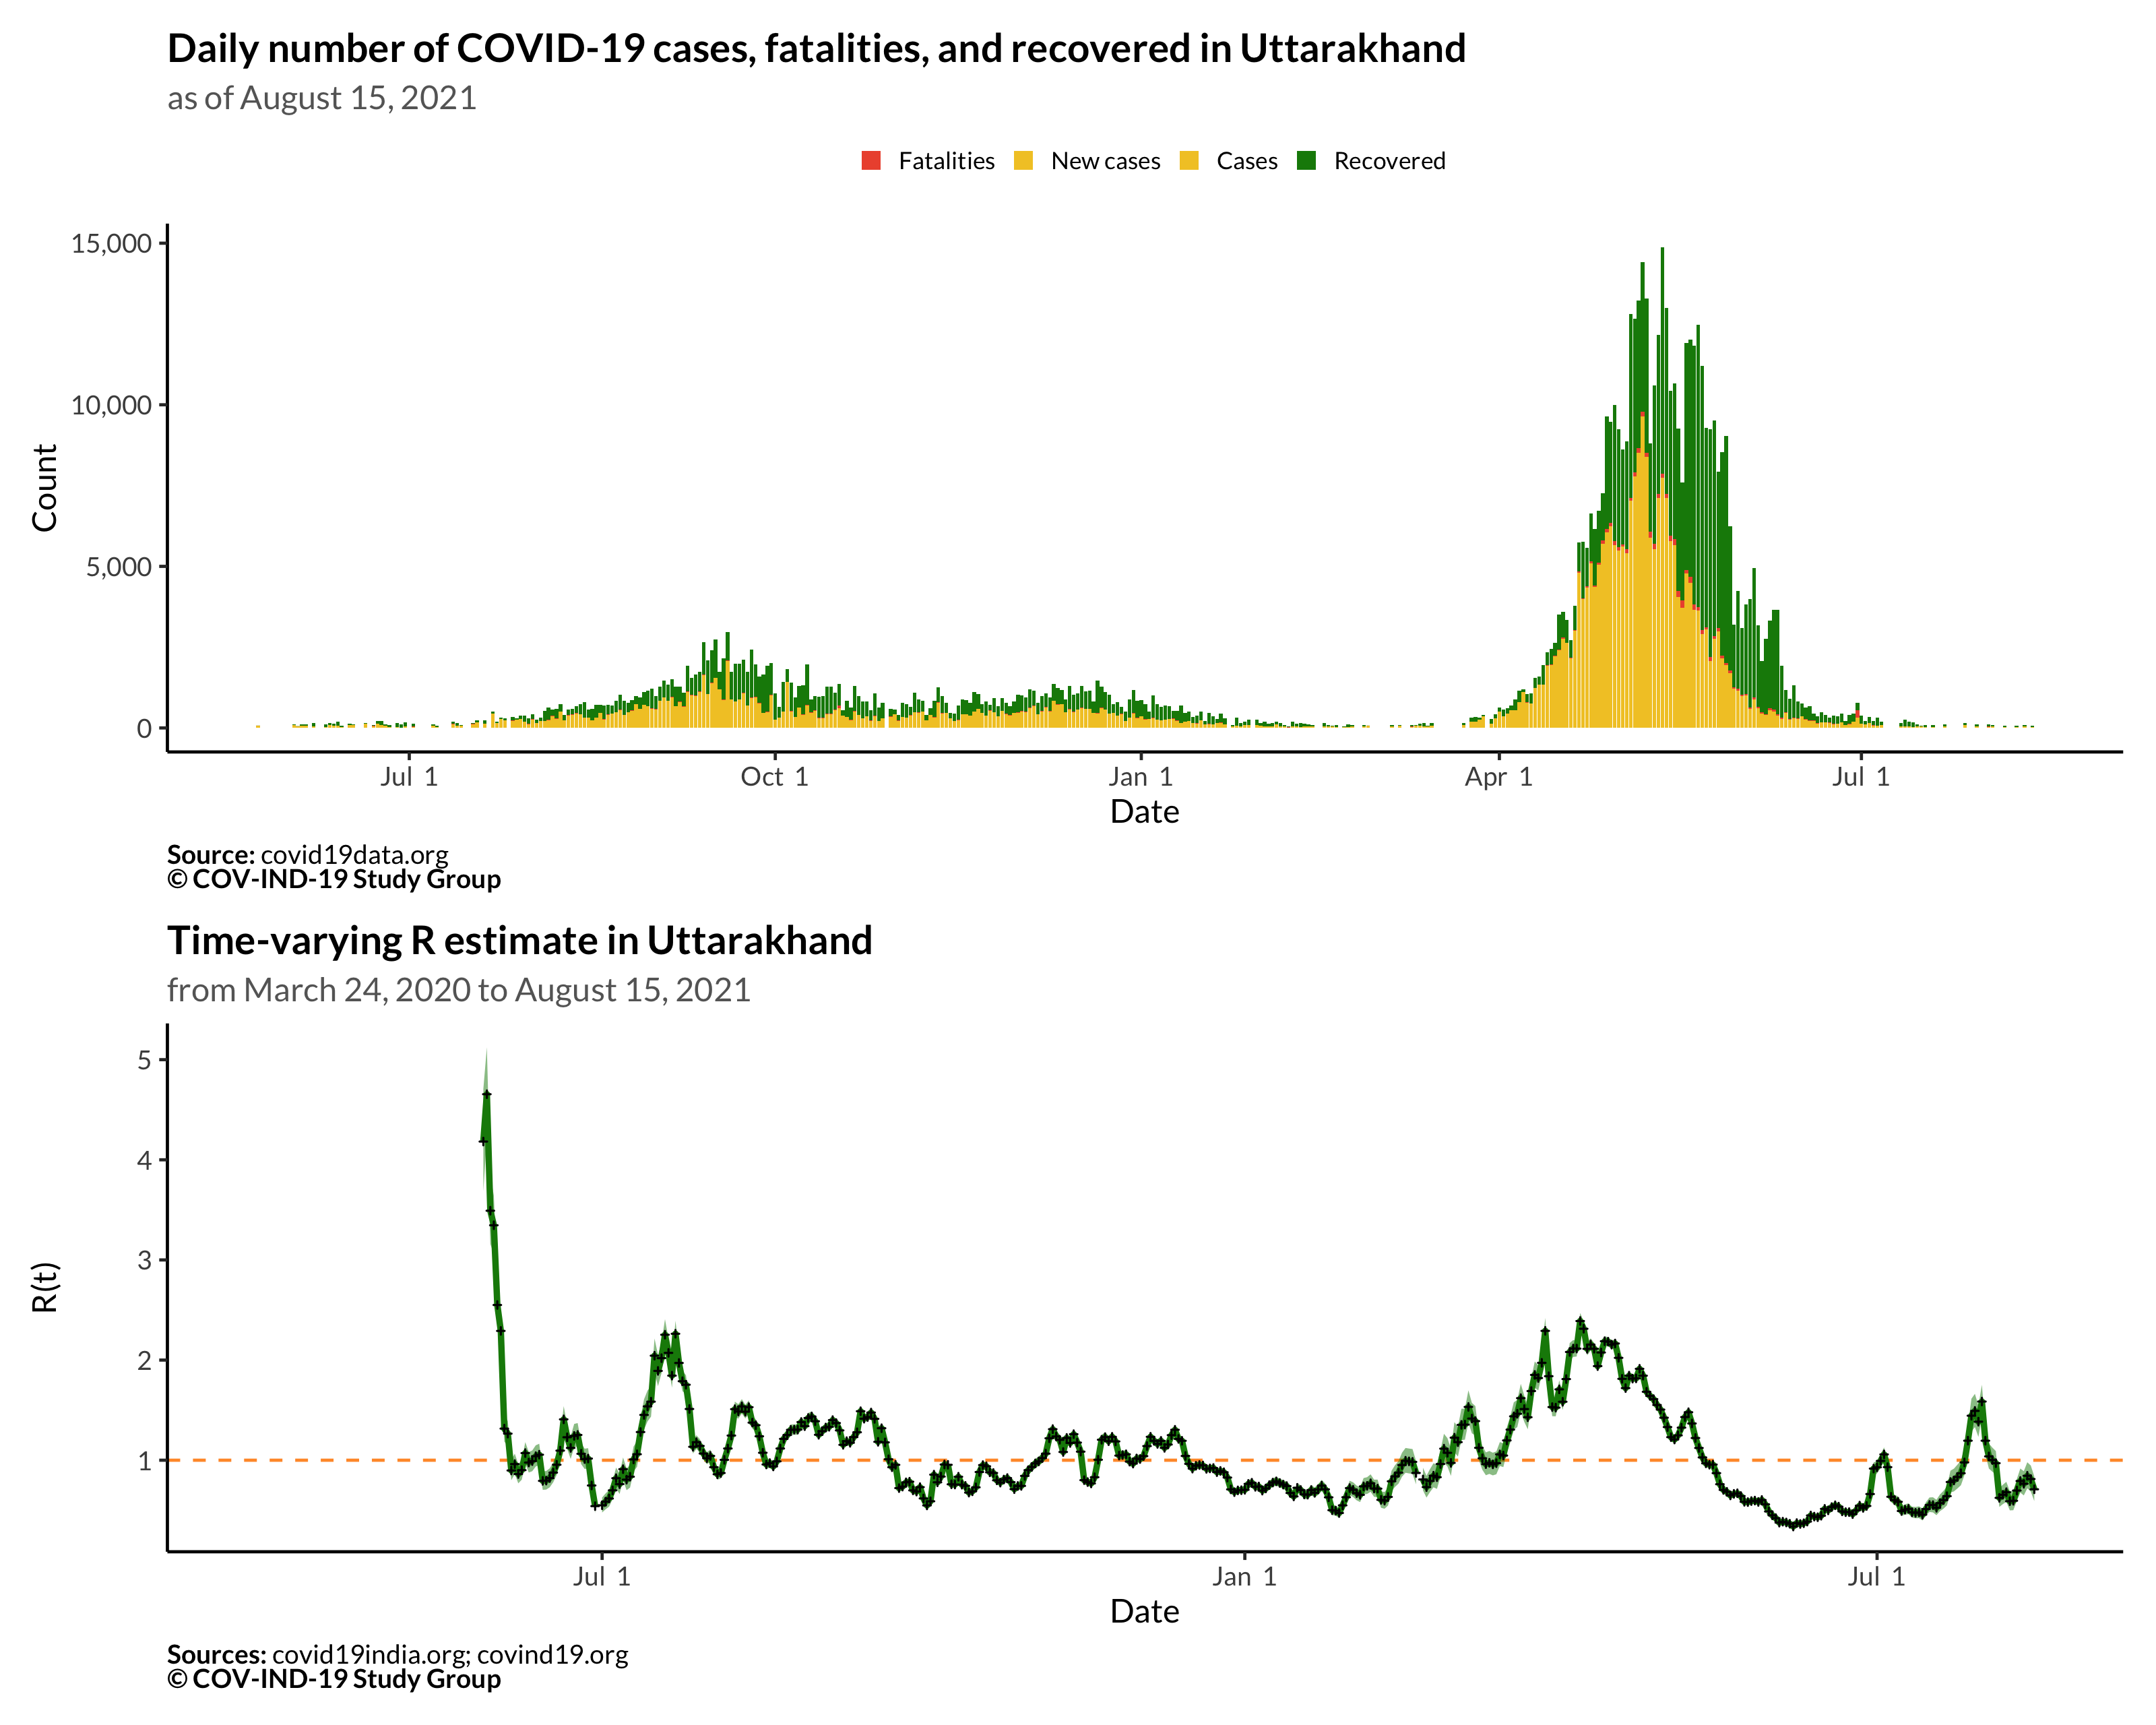 Daily number of COVID-19 cases, fatalities, and recovered in Uttarakhand
as of August 15, 2021
Fatalities New cases Cases Recovered
15,000
10,000
5,000
0
Count
Jul 1 Oct 1 Jan 1 Apr 1 Jul 1
Date
Source: covid19data.org
© COV-IND-19 Study Group
Time-varying R estimate in Uttarakhand
from March 24, 2020 to August 15, 2021
5
4
3
2
1
R(t)
Jul 1 Jan 1 Jul 1
Date
Sources: covid19india.org; covind19.org
© COV-IND-19 Study Group